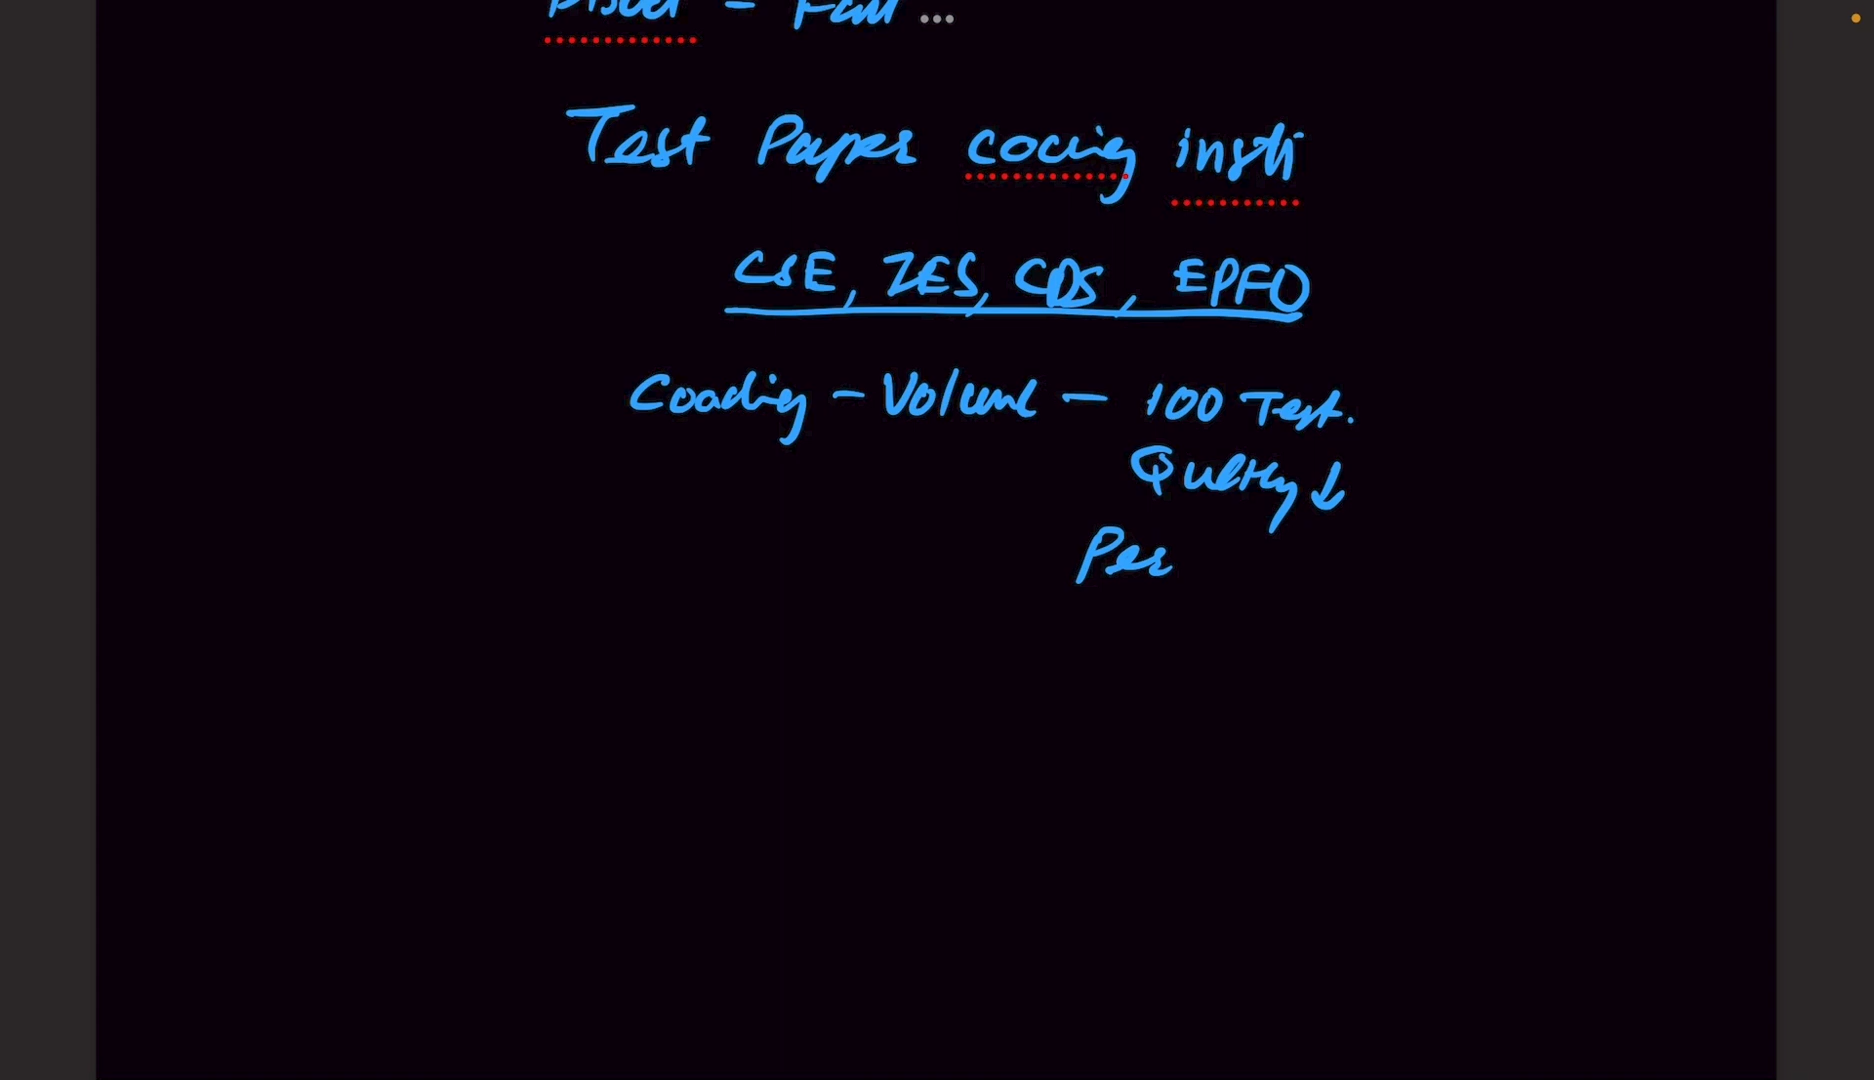 Test Paper cocing insti
CSE, IES, CDS, EPFO
Coading - Volume - 100 Test.
Quality ↓
Per